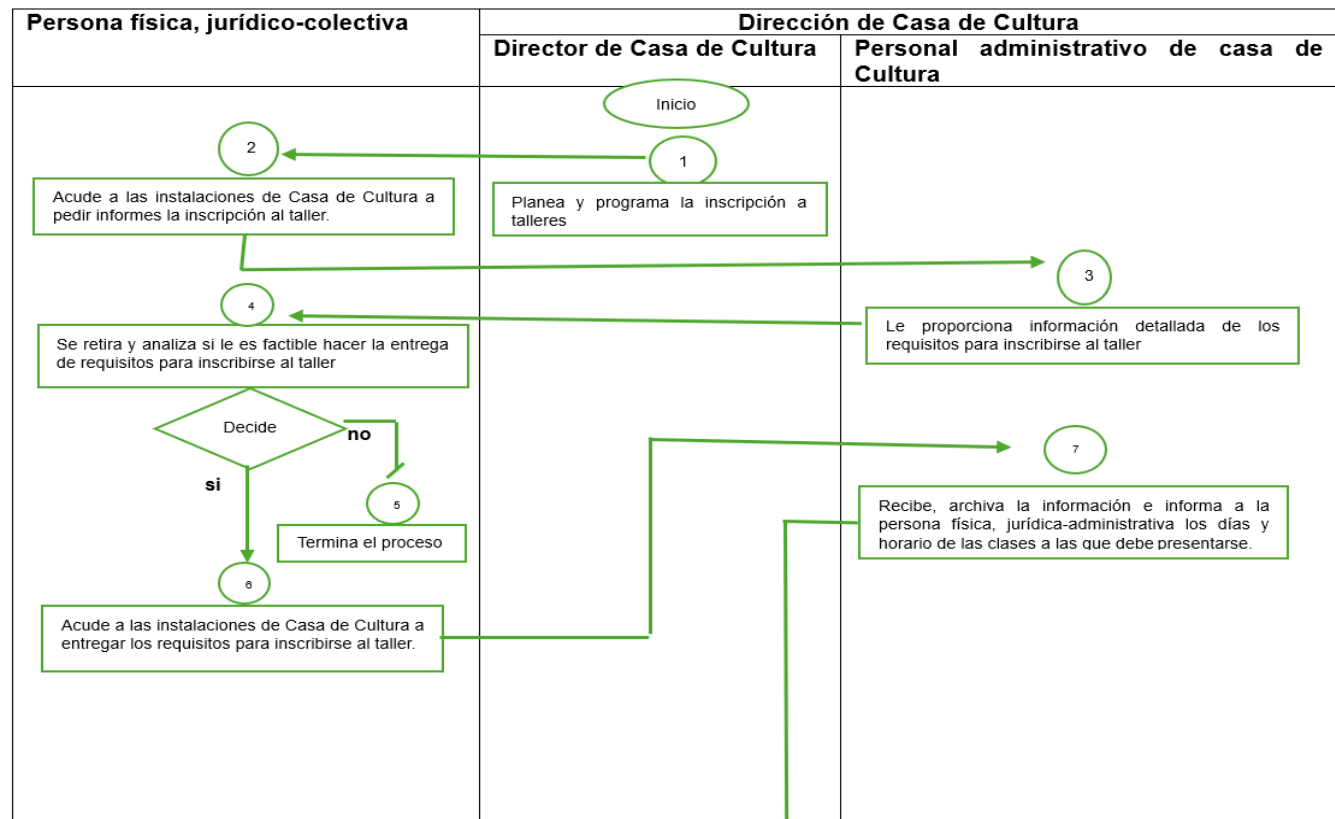 Persona física, jurídico-colectiva
Dirección de Casa de Cultura
Director de Casa de Cultura
Personal administrativo de casa de
Cultura
Inicio
1
Planea y programa la inscripción a
talleres
2
Acude a las instalaciones de Casa de Cultura a
pedir informes la inscripción al taller.
3
Le proporciona información detallada de los
requisitos para inscribirse al taller
4
Se retira y analiza si le es factible hacer la entrega
de requisitos para inscribirse al taller
Decide
no
si
5
Termina el proceso
6
Acude a las instalaciones de Casa de Cultura a
entregar los requisitos para inscribirse al taller.
7
Recibe, archiva la información e informa a la
persona física, jurídica-administrativa los días y
horario de las clases a las que debe presentarse.